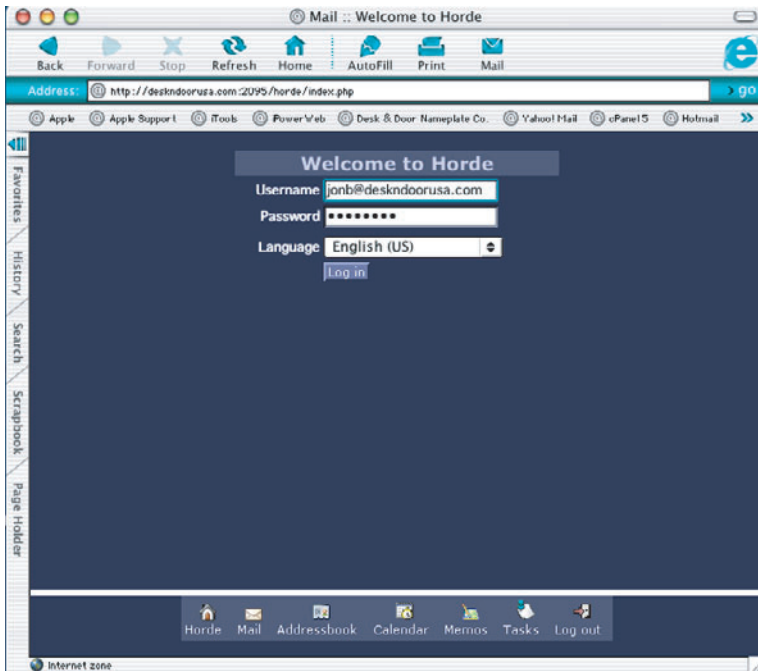 Mail :: Welcome to Horde
Back Forward Stop Refresh Home AutoFill Print Mail
Address: http://deskndoorusa.com:2095/horde/index.php go
Apple Apple Support iTools PowerWeb Desk & Door Nameplate Co. Yahoo! Mail cPanel5 Hotmail
Favorites
History
Search
Scrapbook
Page Holder
Welcome to Horde
Username jonb@deskndoorusa.com
Password ••••••••
Language English (US)
Log in
Horde Mail Addressbook Calendar Memos Tasks Log out
Internet zone